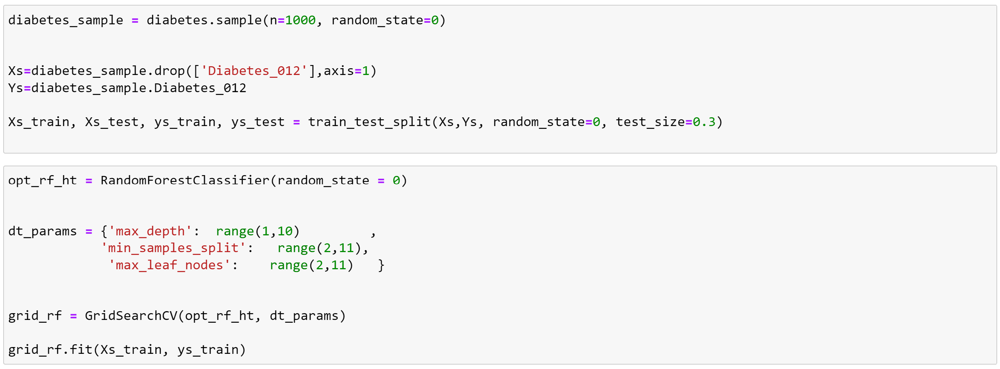 diabetes_sample = diabetes.sample(n=1000, random_state=0)
Xs=diabetes_sample.drop(['Diabetes_012'],axis=1)
Ys=diabetes_sample.Diabetes_012
Xs_train, Xs_test, ys_train, ys_test = train_test_split(Xs,Ys, random_state=0, test_size=0.3)
opt_rf_ht = RandomForestClassifier(random_state = 0)
dt_params = {'max_depth':  range(1,10)         ,
            'min_samples_split':   range(2,11),
             'max_leaf_nodes':    range(2,11)   }
grid_rf = GridSearchCV(opt_rf_ht, dt_params)
grid_rf.fit(Xs_train, ys_train)